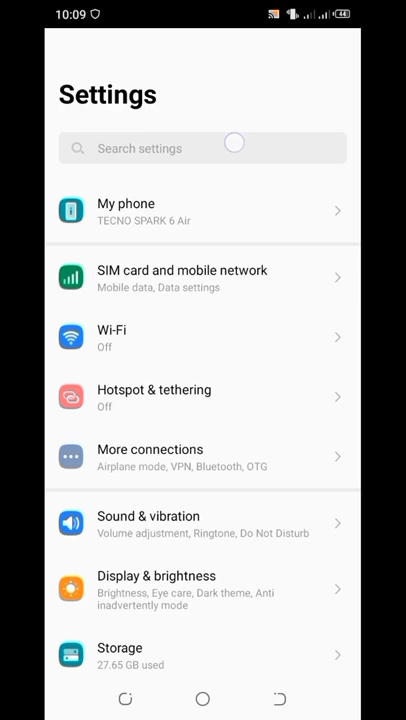 10:09
44
Settings
Search settings
My phone
TECNO SPARK 6 Air
SIM card and mobile network
Mobile data, Data settings
Wi-Fi
Off
Hotspot & tethering
Off
More connections
Airplane mode, VPN, Bluetooth, OTG
Sound & vibration
Volume adjustment, Ringtone, Do Not Disturb
Display & brightness
Brightness, Eye care, Dark theme, Anti
inadvertently mode
Storage
27.65 GB used